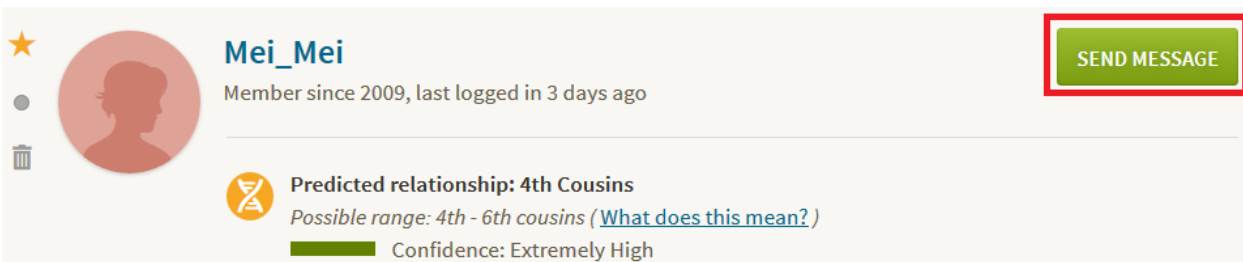 Mei_Mei
SEND MESSAGE
Member since 2009, last logged in 3 days ago
Predicted relationship: 4th Cousins
Possible range: 4th - 6th cousins ( What does this mean? )
Confidence: Extremely High